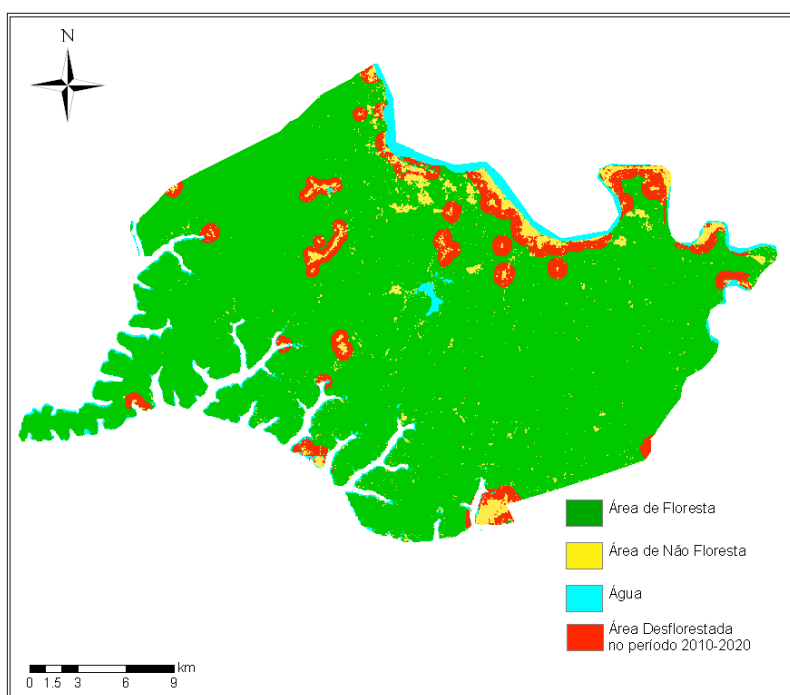 N
Área de Floresta
Área de Não Floresta
Água
Área Desflorestada
no período 2010-2020
km
0 1.5 3 6 9